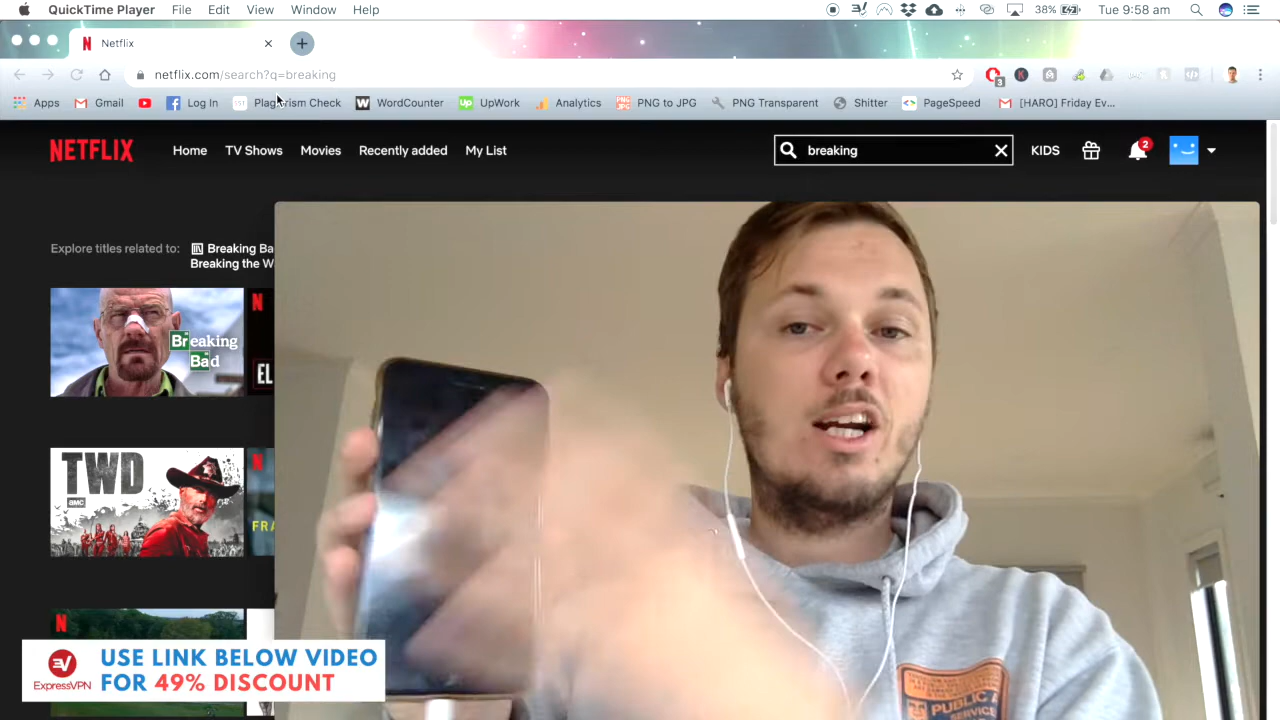 QuickTime Player File Edit View Window Help 38% Tue 9:58 am
Netflix
netflix.com/search?q=breaking
3
Apps Gmail Log In Plagiarism Check WordCounter UpWork Analytics PNG to JPG PNG Transparent Shitter PageSpeed [HARO] Friday Ev...
NETFLIX Home TV Shows Movies Recently added My List breaking KIDS 2
Explore titles related to: Breaking Ba
Breaking the W
Breaking
Bad
EL
TWD
amc
FRA
USE LINK BELOW VIDEO
FOR 49% DISCOUNT
ExpressVPN
PUBLIC
SERVICE